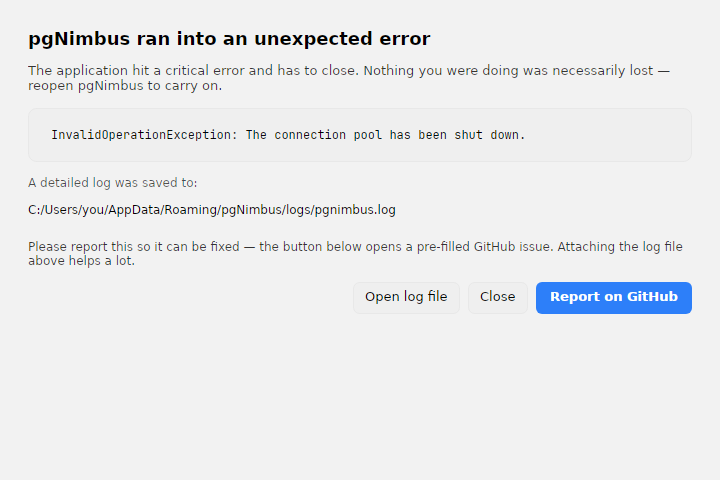 pgNimbus ran into an unexpected error
The application hit a critical error and has to close. Nothing you were doing was necessarily lost —
reopen pgNimbus to carry on.
InvalidOperationException: The connection pool has been shut down.
A detailed log was saved to:
C:/Users/you/AppData/Roaming/pgNimbus/logs/pgnimbus.log
Please report this so it can be fixed — the button below opens a pre-filled GitHub issue. Attaching the log file
above helps a lot.
Open log file
Close
Report on GitHub